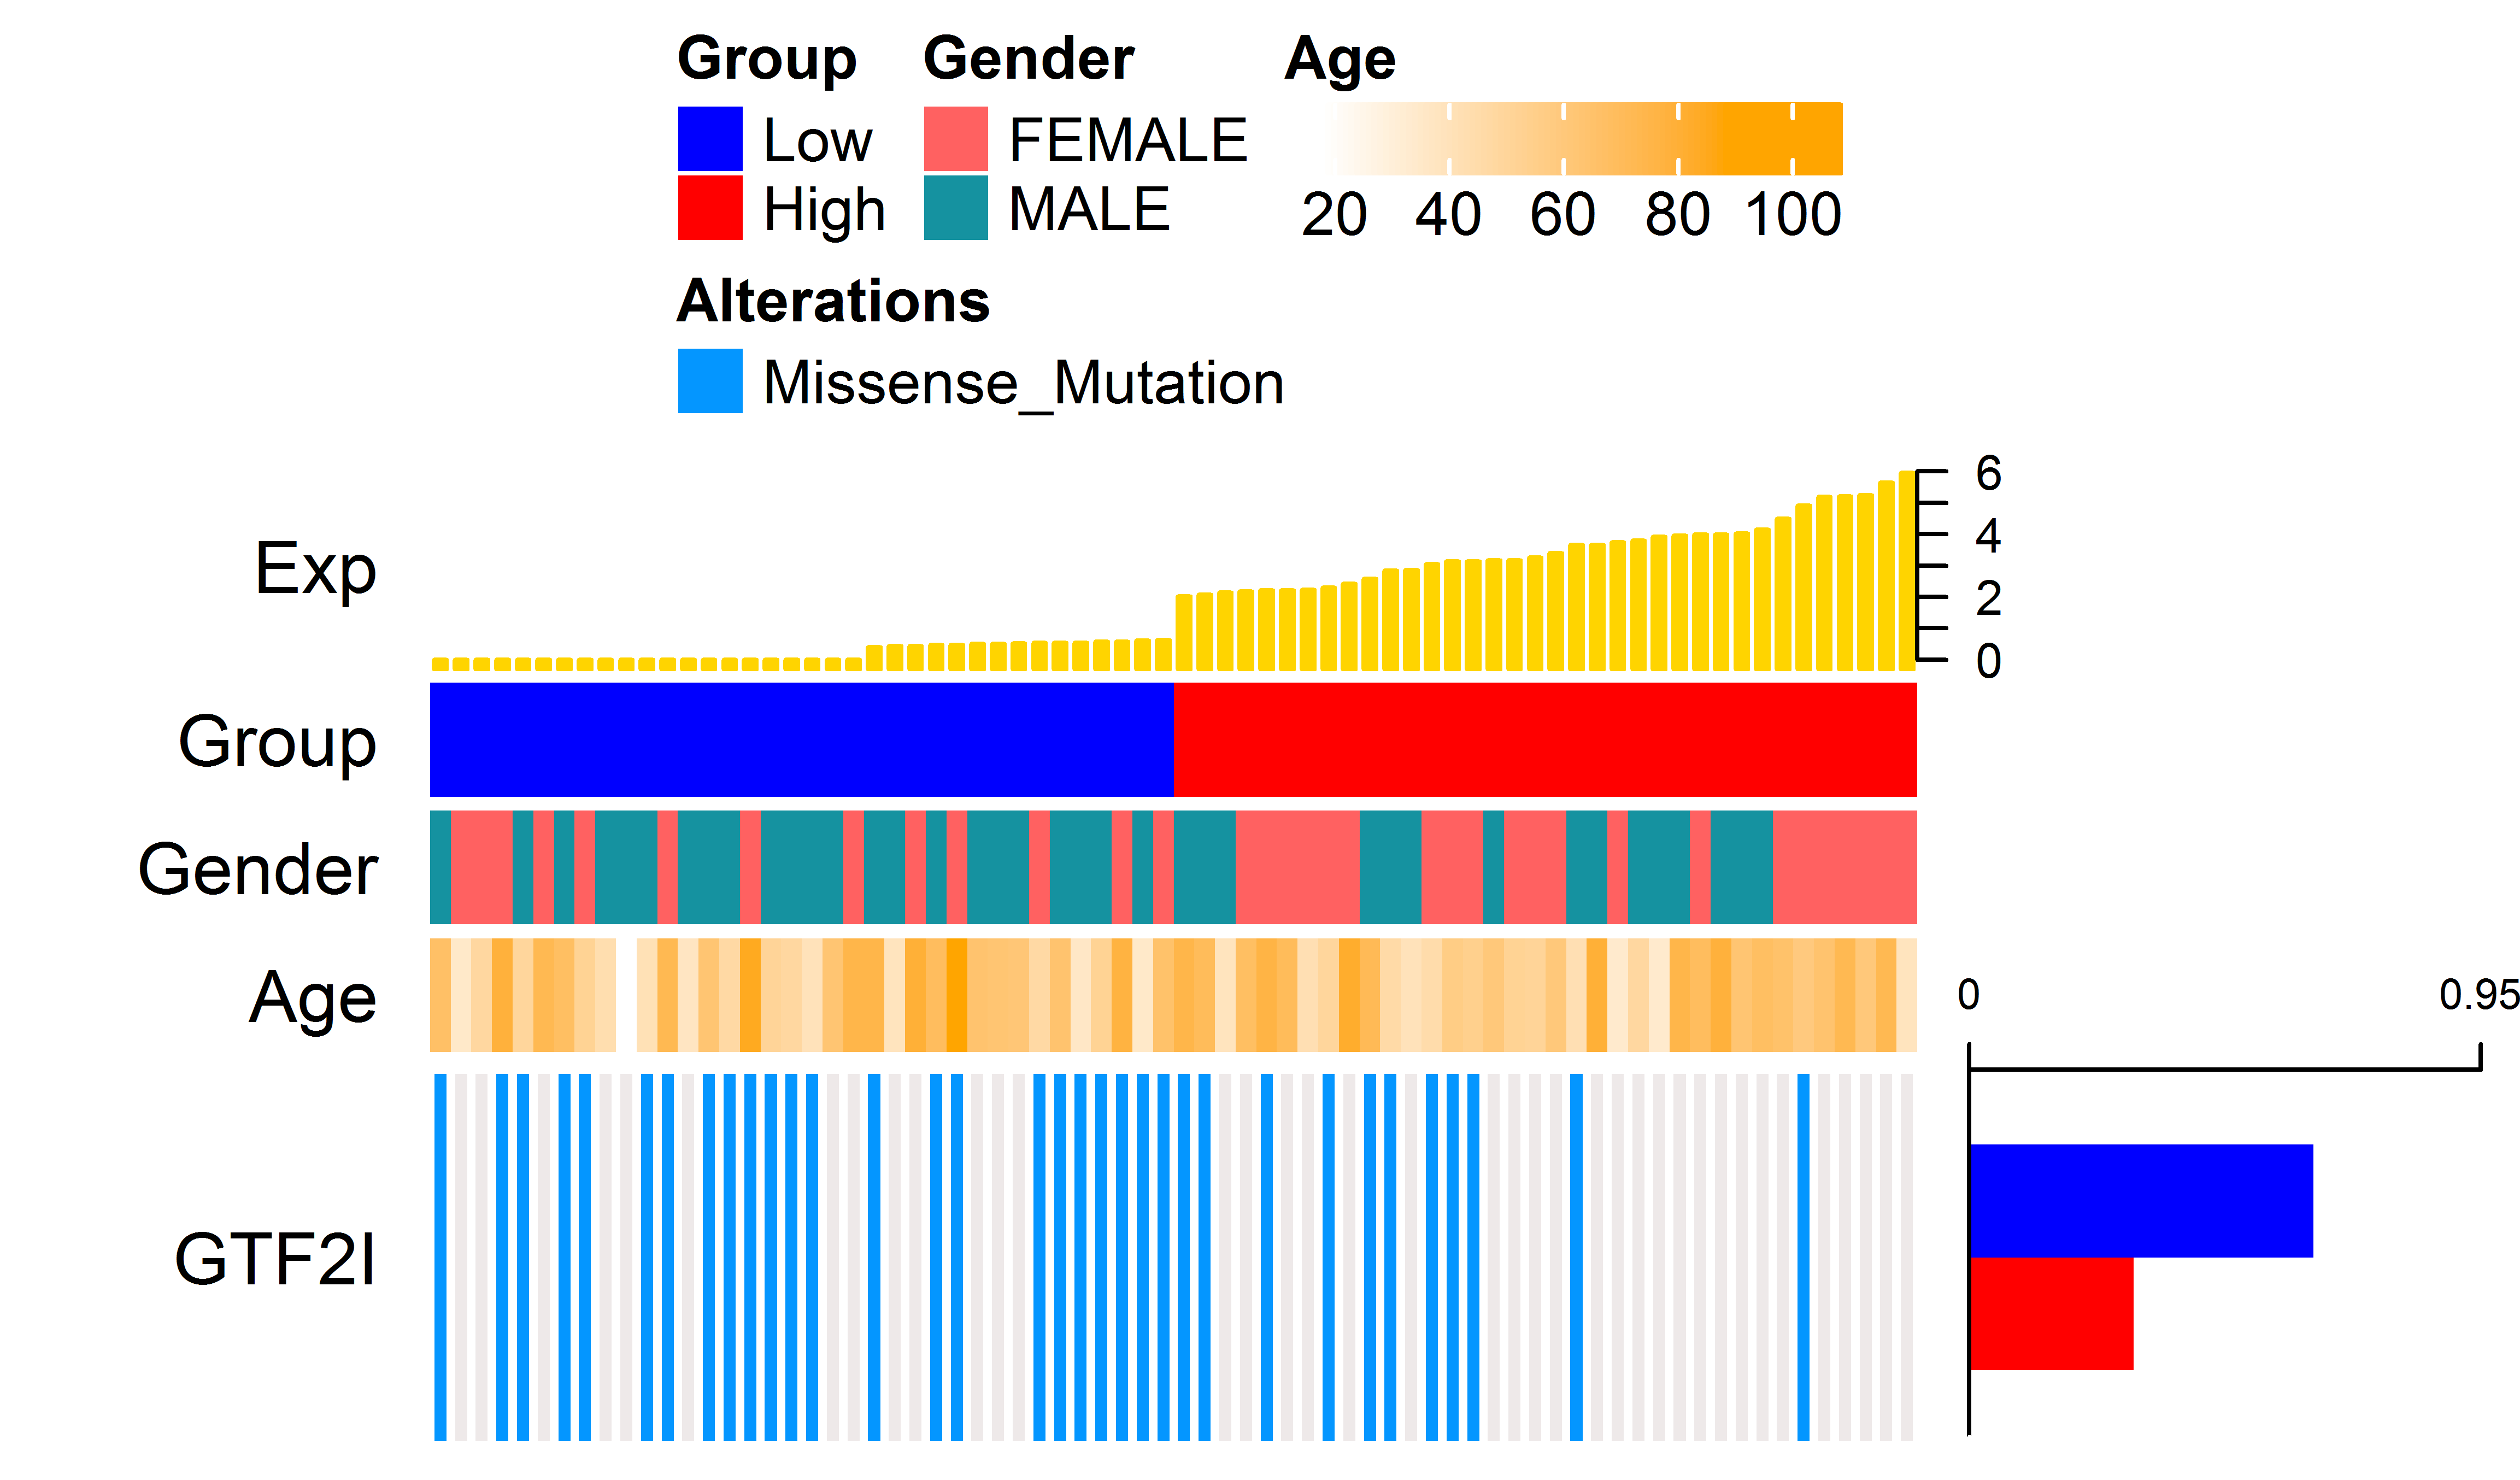 Group Gender Age
Low FEMALE
High MALE
20 40 60 80 100
Alterations
Missense_Mutation
6
Exp
4
2
0
Group
Gender
Age
0 0.95
GTF2I